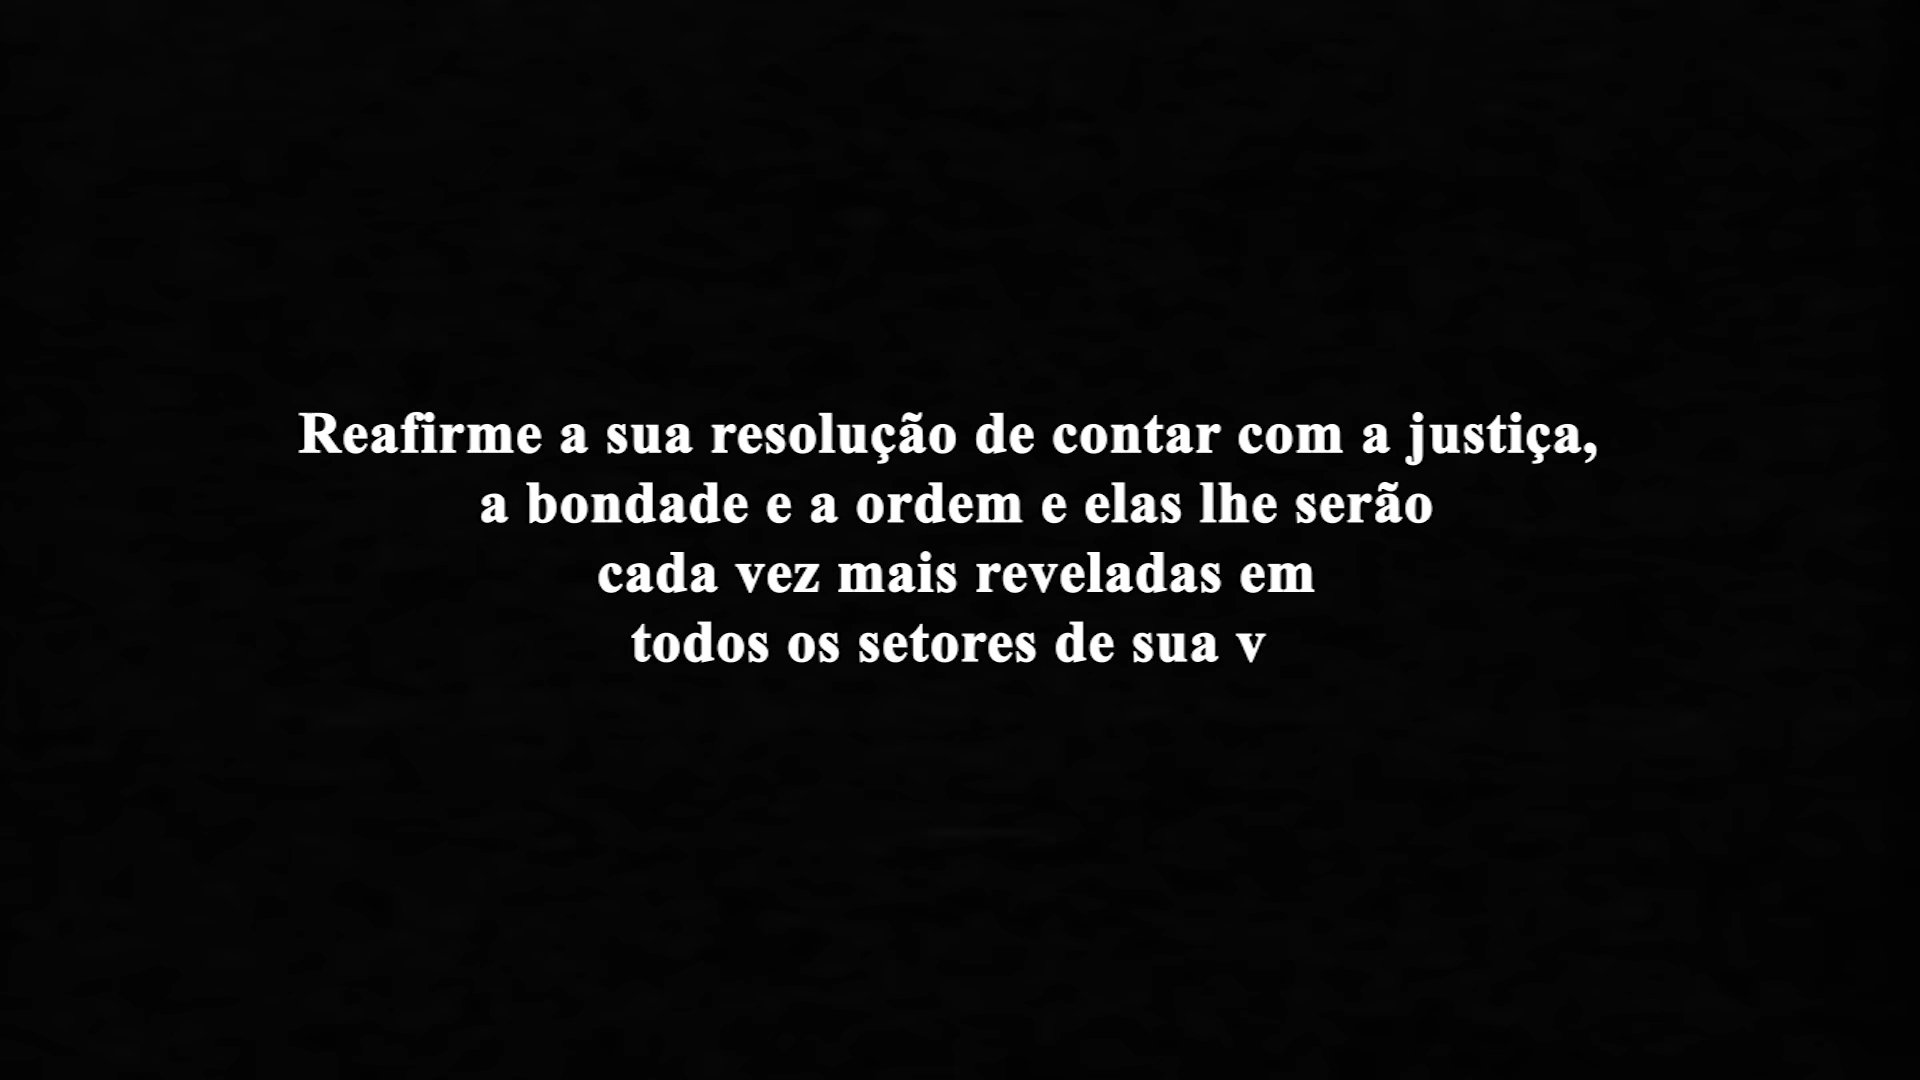 Reafirme a sua resolução de contar com a justiça,
a bondade e a ordem e elas lhe serão
cada vez mais reveladas em
todos os setores de sua v